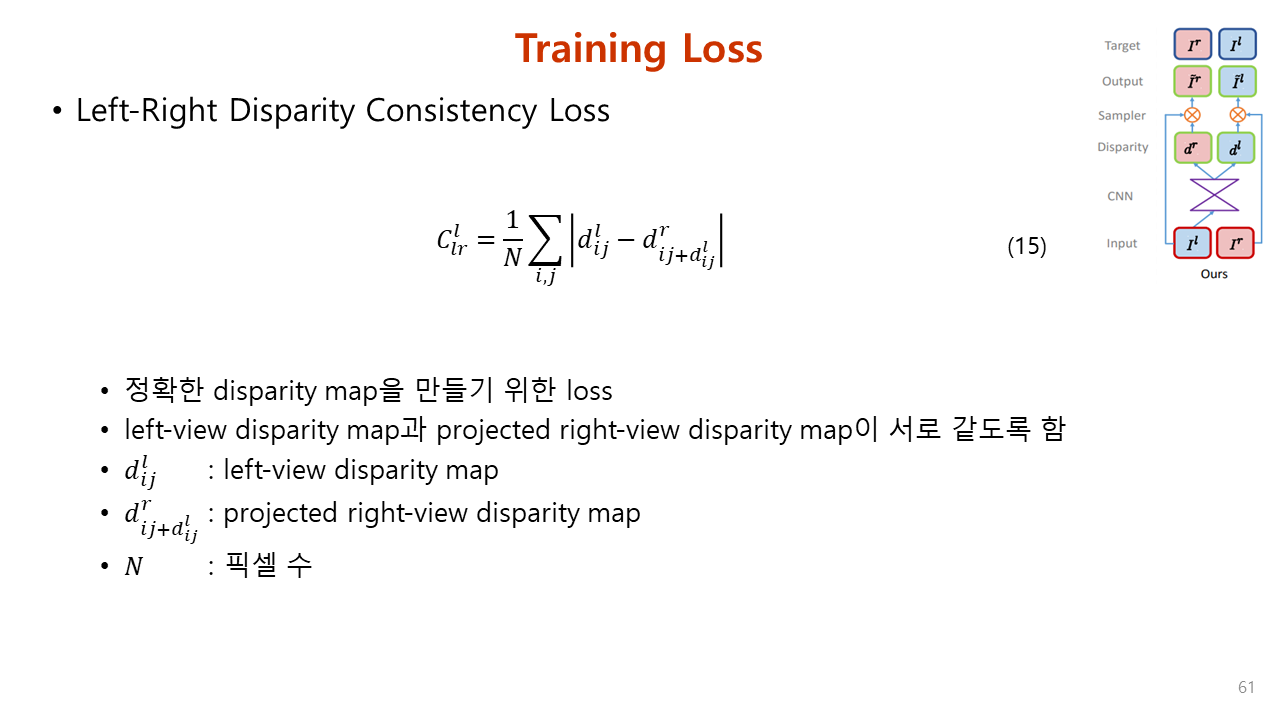 Training Loss
• Left-Right Disparity Consistency Loss
$C_{lr}^{l} = \frac{1}{N} \sum_{i,j} \left| d_{ij}^{l} - d_{ij+d_{ij}^{l}}^{r} \right|$ (15)
• 정확한 disparity map을 만들기 위한 loss
• left-view disparity map과 projected right-view disparity map이 서로 같도록 함
• $d_{ij}^{l}$ : left-view disparity map
• $d_{ij+d_{ij}^{l}}^{r}$ : projected right-view disparity map
• $N$ : 픽셀 수
Target $I^{r}$ $I^{l}$
Output $\tilde{I}^{r}$ $\tilde{I}^{l}$
Sampler
Disparity $d^{r}$ $d^{l}$
CNN
Input $I^{l}$ $I^{r}$
Ours
61